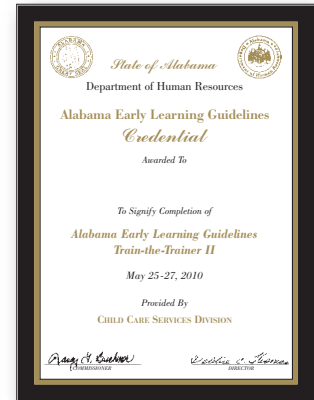 State of Alabama
Department of Human Resources
Alabama Early Learning Guidelines
Credential
Awarded To
To Signify Completion of
Alabama Early Learning Guidelines
Train-the-Trainer II
May 25-27, 2010
Provided By
CHILD CARE SERVICES DIVISION
COMMISSIONER
DIRECTOR